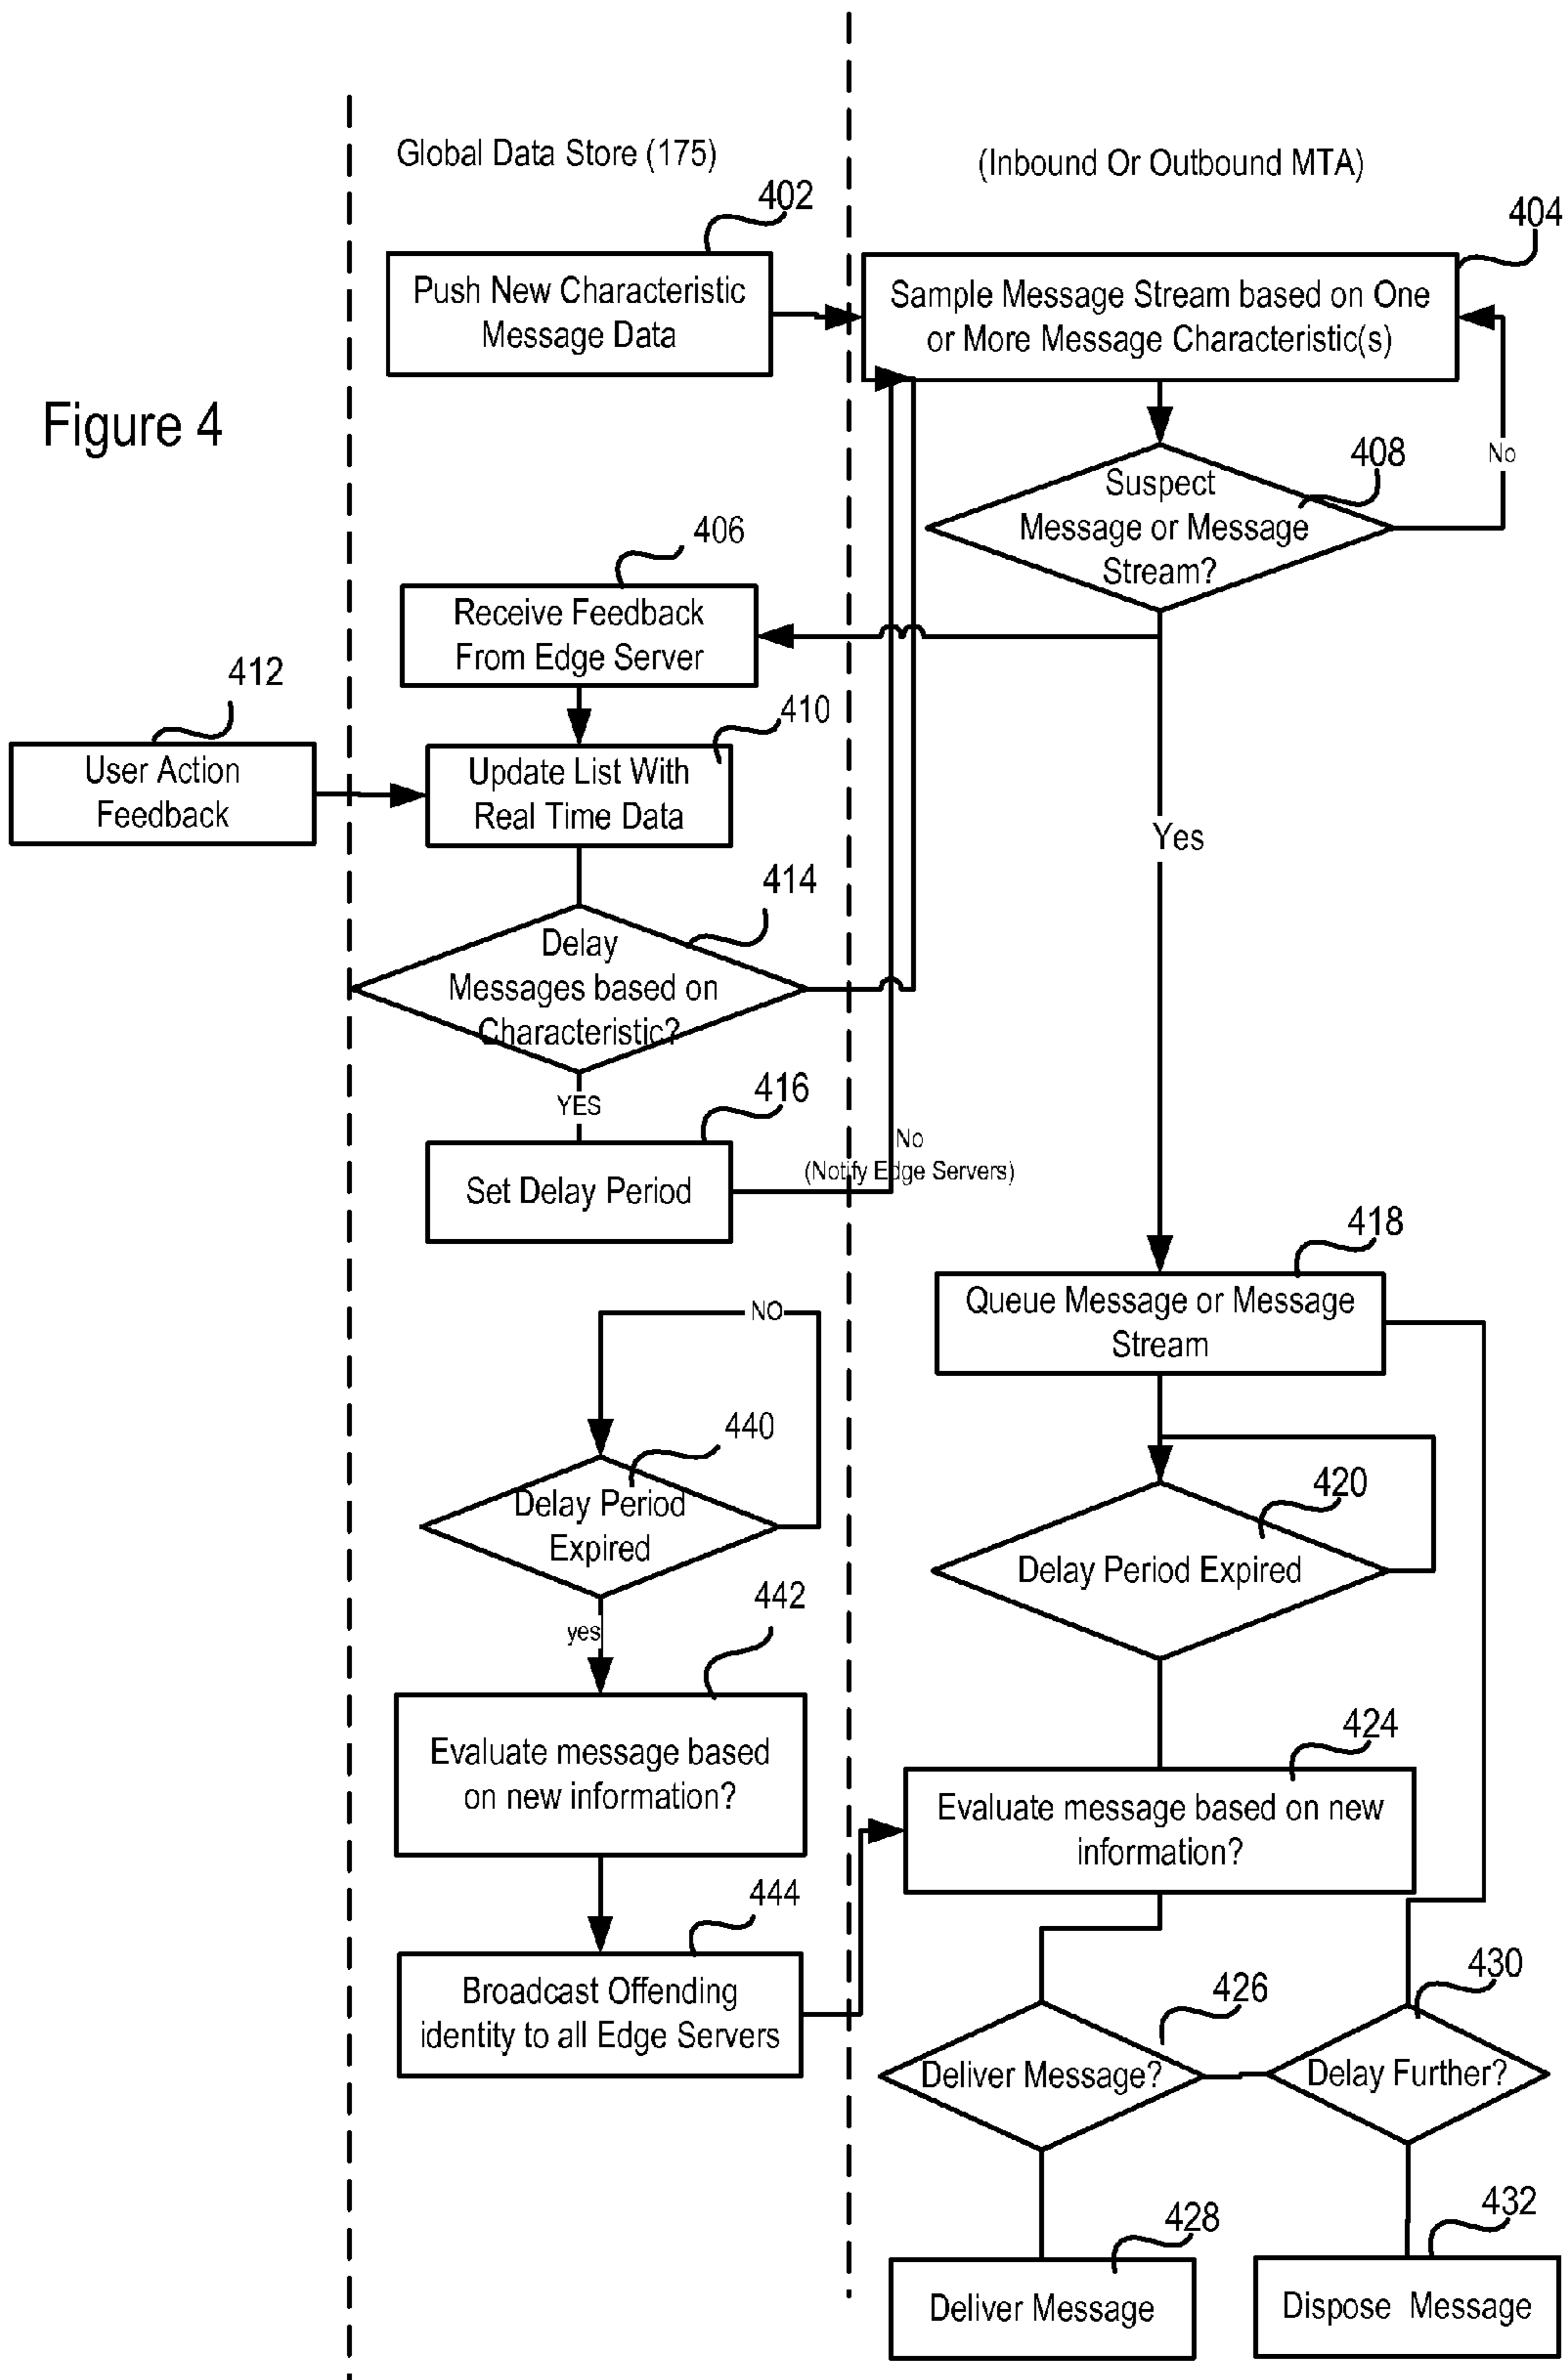 Global Data Store (175)
(Inbound Or Outbound MTA)
402
404
Push New Characteristic
Message Data
Sample Message Stream based on One
or More Message Characteristic(s)
Figure 4
408
No
Suspect
Message or Message
Stream?
406
Receive Feedback
From Edge Server
412
410
User Action
Feedback
Update List With
Real Time Data
Yes
414
Delay
Messages based on
Characteristic?
YES
416
No
(Notify Edge Servers)
Set Delay Period
418
Queue Message or Message
Stream
NO
440
Delay Period
Expired
420
Delay Period Expired
442
yes
424
Evaluate message based
on new information?
Evaluate message based on new
information?
444
Broadcast Offending
identity to all Edge Servers
426
430
Deliver Message?
Delay Further?
428
432
Deliver Message
Dispose Message